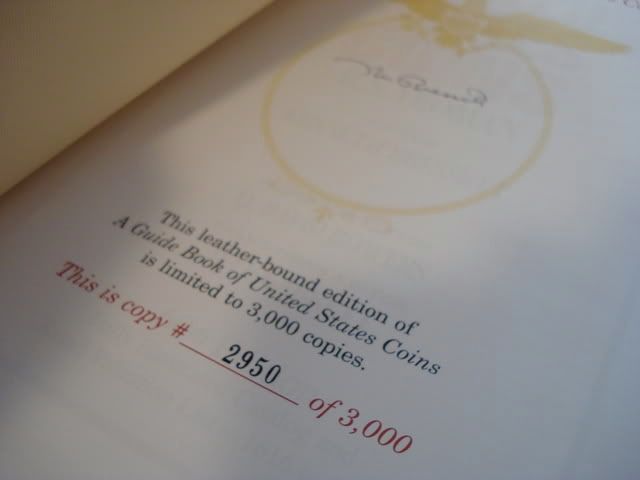 This leather-bound edition of
A Guide Book of United States Coins
is limited to 3,000 copies.
This is copy # 2950 of 3,000